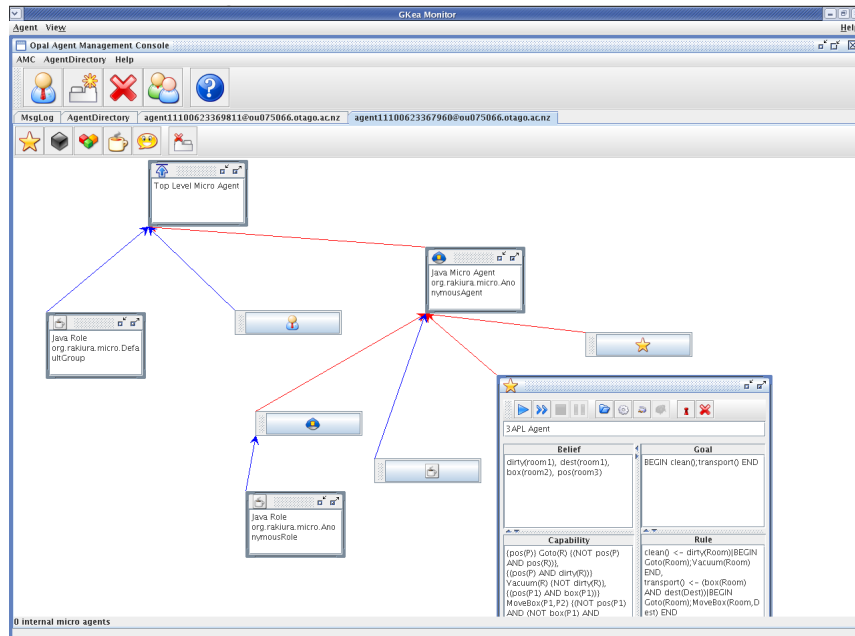 GKea Monitor
Agent View Help
Opal Agent Management Console
AMC AgentDirectory Help
MsgLog AgentDirectory agent11100623369811@ou075066.otago.ac.nz agent11100623367960@ou075066.otago.ac.nz
Top Level Micro Agent
Java Micro Agent
org.rakiura.micro.Ano
nymousAgent
Java Role
org.rakiura.micro.Defa
ultGroup
3APL Agent
Belief
dirty(room1), dest(room1),
box(room2), pos(room3)
Goal
BEGIN clean();transport() END
Java Role
org.rakiura.micro.Ano
nymousRole
Capability
{pos(P)} Goto(R) {(NOT pos(P)
AND pos(R))},
{(pos(P) AND dirty(R))}
Vacuum(R) {NOT dirty(R)},
{(pos(P1) AND box(P1))}
MoveBox(P1,P2) {(NOT pos(P1)
AND (NOT box(P1) AND
Rule
clean() <- dirty(Room)|BEGIN
Goto(Room);Vacuum(Room)
END,
transport() <- (box(Room)
AND dest(Dest))|BEGIN
Goto(Room);MoveBox(Room,D
est) END
0 internal micro agents